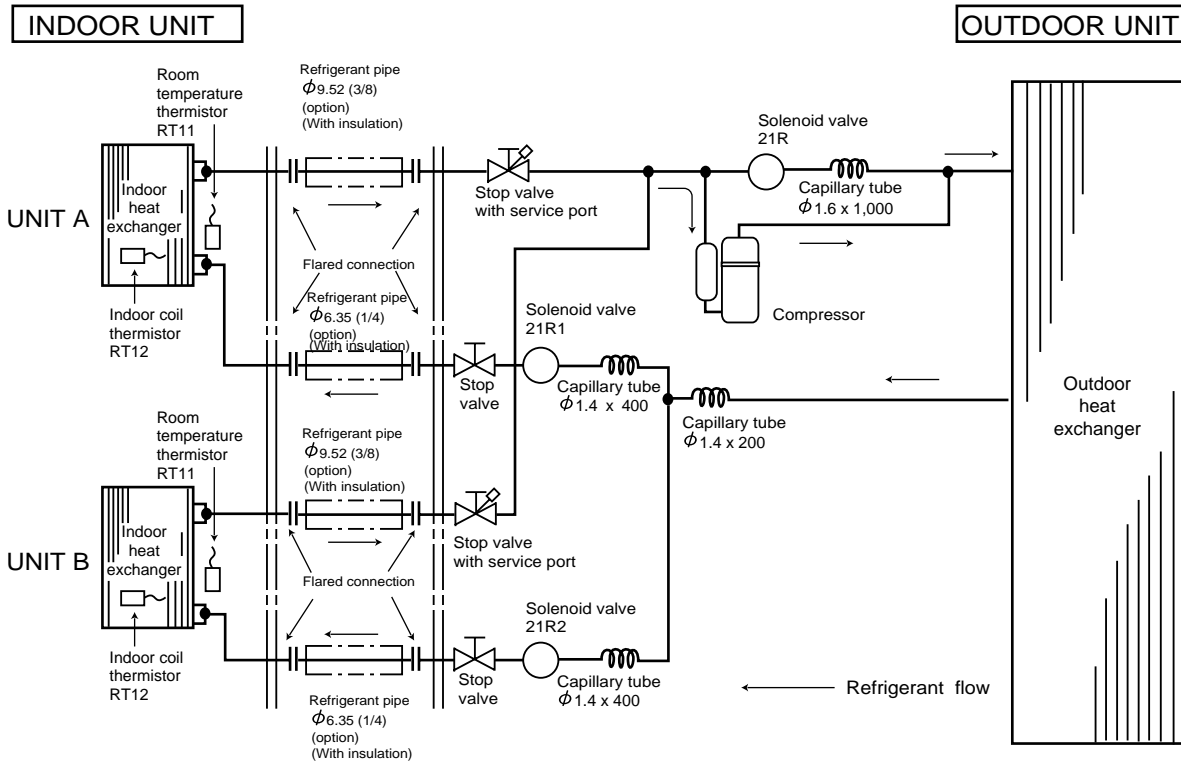 INDOOR UNIT
OUTDOOR UNIT
Room
temperature
thermistor
RT11
Refrigerant pipe
ϕ9.52 (3/8)
(option)
(With insulation)
Solenoid valve
21R
UNIT A
Indoor
heat
exchanger
Stop valve
with service port
Capillary tube
ϕ1.6 x 1,000
Flared connection
Indoor coil
thermistor
RT12
Refrigerant pipe
ϕ6.35 (1/4)
(option)
(With insulation)
Solenoid valve
21R1
Compressor
Stop
valve
Capillary tube
ϕ1.4 x 400
Capillary tube
ϕ1.4 x 200
Outdoor
heat
exchanger
Room
temperature
thermistor
RT11
Refrigerant pipe
ϕ9.52 (3/8)
(option)
(With insulation)
UNIT B
Indoor
heat
exchanger
Stop valve
with service port
Flared connection
Indoor coil
thermistor
RT12
Solenoid valve
21R2
Stop
valve
Capillary tube
ϕ1.4 x 400
Refrigerant flow
Refrigerant pipe
ϕ6.35 (1/4)
(option)
(With insulation)